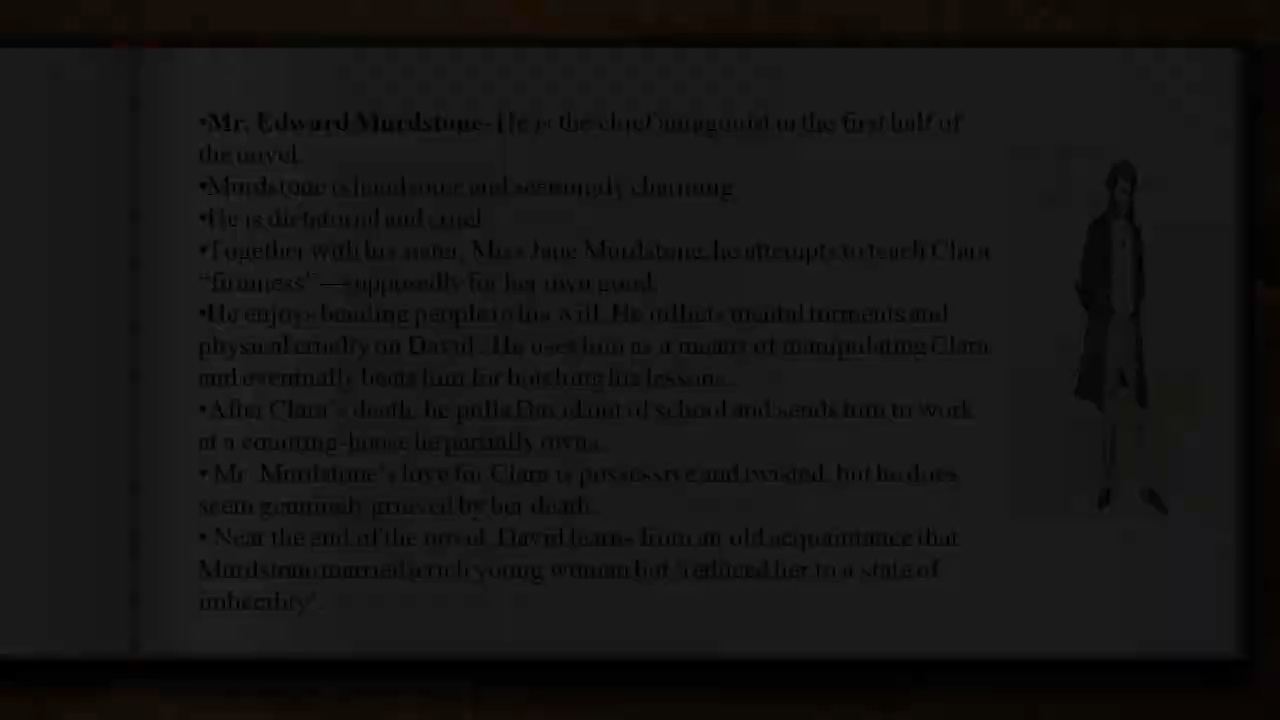 •Mr. Edward Murdstone- He is the chief antagonist in the first half of
the novel.
•Murdstone is handsome and seemingly charming.
•He is dictatorial and cruel.
•Together with his sister, Miss Jane Murdstone, he attempts to teach Clara
“firmness”—supposedly for her own good.
•He enjoys bending people to his will. He inflicts mental torments and
physical cruelty on David . He uses him as a means of manipulating Clara
and eventually beats him for botching his lessons.
•After Clara’s death, he pulls David out of school and sends him to work
at a counting-house he partially owns.
• Mr. Murdstone’s love for Clara is possessive and twisted, but he does
seem genuinely grieved by her death.
• Near the end of the novel, David learns from an old acquaintance that
married a rich young woman but ‘reduced her to a state of
imbecility’.